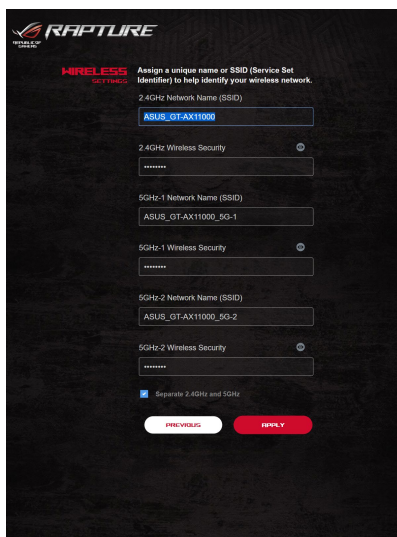 RAPTURE
REPUBLIC OF
GAMERS
WIRELESS
SETTINGS
Assign a unique name or SSID (Service Set
Identifier) to help identify your wireless network.
2.4GHz Network Name (SSID)
ASUS_GT-AX11000
2.4GHz Wireless Security
••••••••
5GHz-1 Network Name (SSID)
ASUS_GT-AX11000_5G-1
5GHz-1 Wireless Security
••••••••
5GHz-2 Network Name (SSID)
ASUS_GT-AX11000_5G-2
5GHz-2 Wireless Security
••••••••
Separate 2.4GHz and 5GHz
PREVIOUS
APPLY